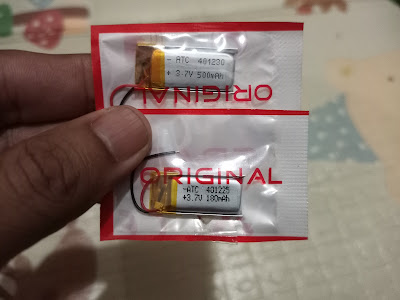 - ATC 401230
+ 3.7V 500mAh
ORIGINAL
ORIGINAL
-ATC 401225
+3.7V 180mAh